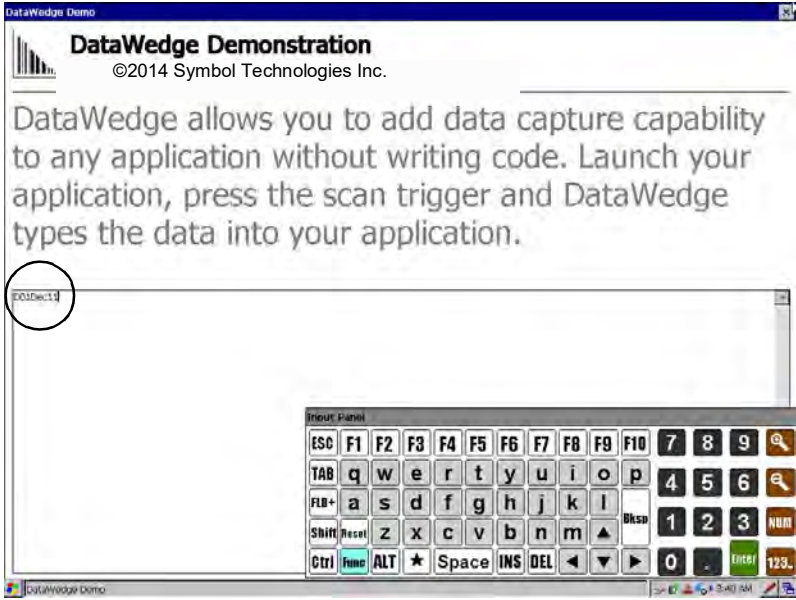 DataWedge Demo
DataWedge Demonstration
©2014 Symbol Technologies Inc.
DataWedge allows you to add data capture capability
to any application without writing code. Launch your
application, press the scan trigger and DataWedge
types the data into your application.
Input Panel
ESC F1 F2 F3 F4 F5 F6 F7 F8 F9 F10 7 8 9
TAB q w e r t y u i o p 4 5 6
FLB+ a s d f g h j k l Bksp 1 2 3 NUM
Shift Reset z x c v b n m
Ctrl Func ALT ★ Space INS DEL 0 . Enter 123..
DataWedge Demo 3:40 AM